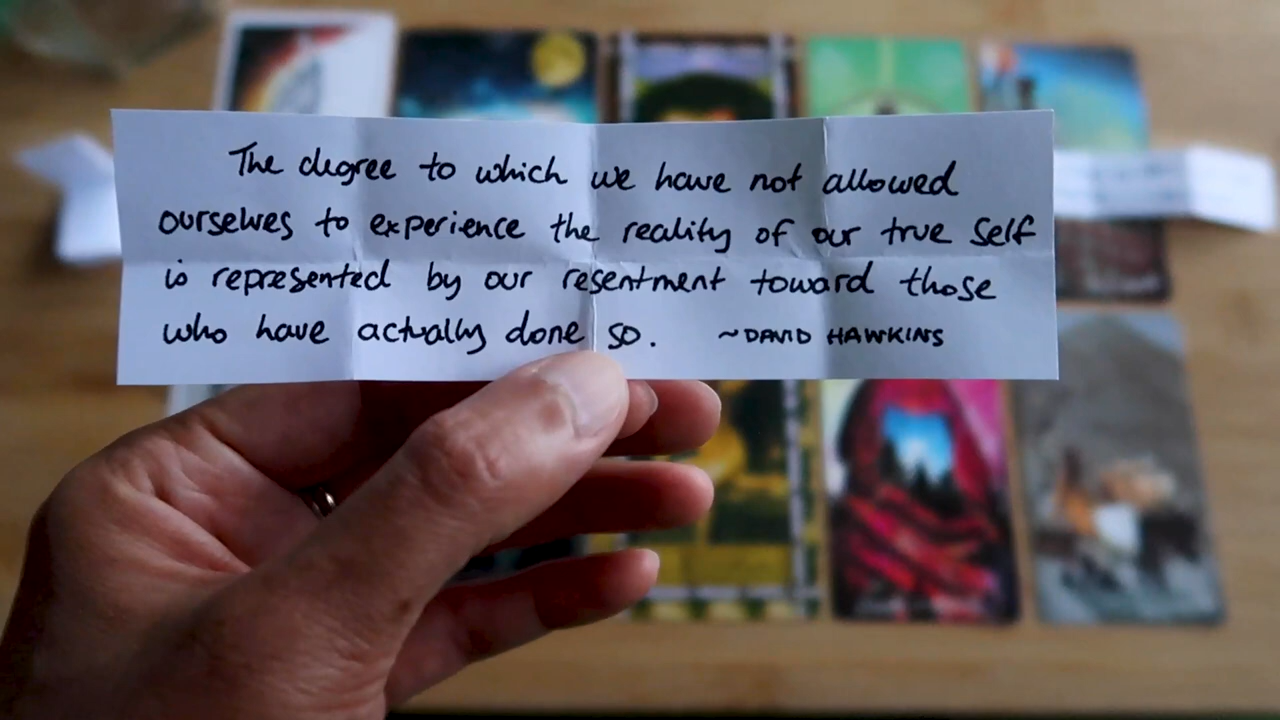 The degree to which we have not allowed
ourselves to experience the reality of our true Self
is represented by our resentment toward those
who have actually done so. ~DAVID HAWKINS